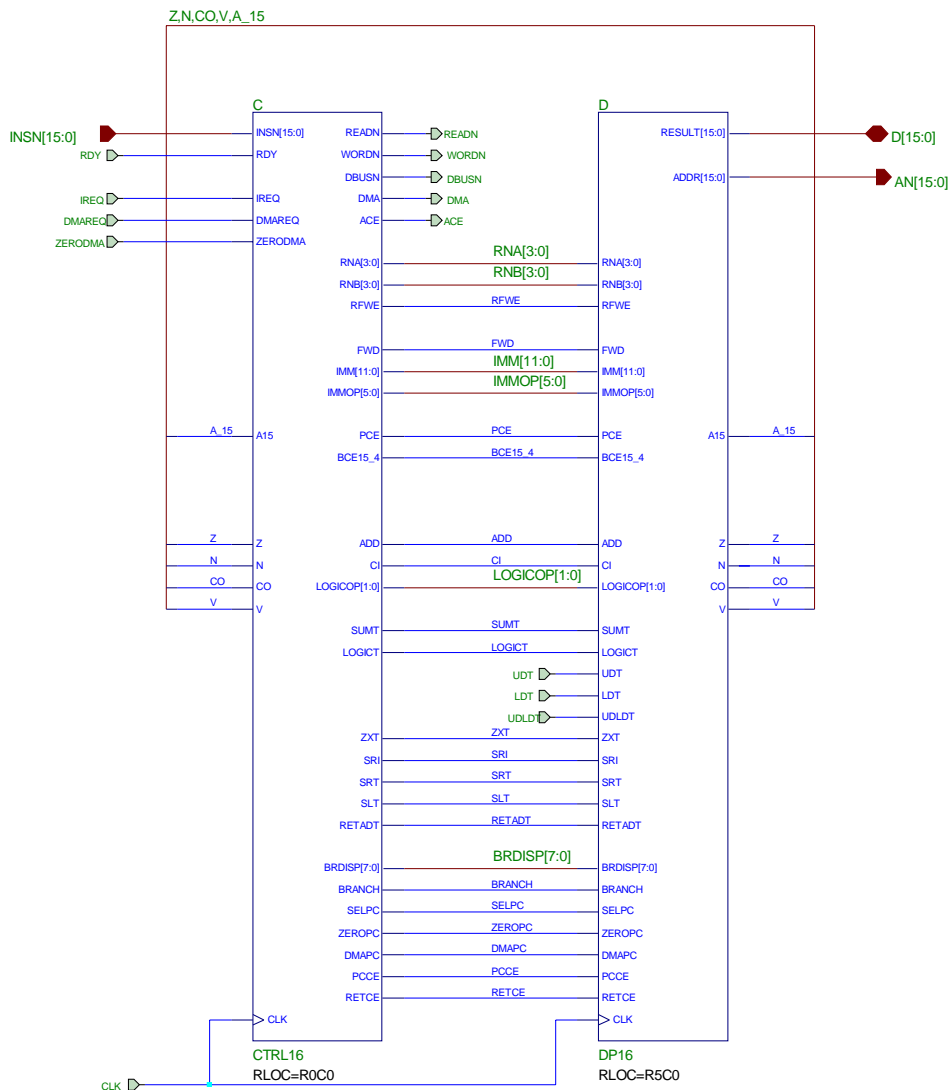 Z,N,CO,V,A_15
C D
INSN[15:0] INSN[15:0] READN READN RESULT[15:0] D[15:0]
RDY RDY WORDN WORDN
DBUSN DBUSN ADDR[15:0] AN[15:0]
IREQ IREQ DMA DMA
DMAREQ DMAREQ ACE ACE
ZERODMA ZERODMA
RNA[3:0] RNA[3:0] RNA[3:0]
RNB[3:0] RNB[3:0] RNB[3:0]
RFWE RFWE RFWE
FWD FWD FWD
IMM[11:0] IMM[11:0] IMM[11:0]
IMMOP[5:0] IMMOP[5:0] IMMOP[5:0]
A_15 A15 PCE PCE PCE A15 A_15
BCE15_4 BCE15_4 BCE15_4
Z Z ADD ADD ADD Z Z
N N CI CI CI N N
CO CO LOGICOP[1:0] LOGICOP[1:0] LOGICOP[1:0] CO CO
V V V V
SUMT SUMT SUMT
LOGICT LOGICT LOGICT
UDT UDT
LDT LDT
UDLDT UDLDT
ZXT ZXT ZXT
SRI SRI SRI
SRT SRT SRT
SLT SLT SLT
RETADT RETADT RETADT
BRDISP[7:0] BRDISP[7:0] BRDISP[7:0]
BRANCH BRANCH BRANCH
SELPC SELPC SELPC
ZEROPC ZEROPC ZEROPC
DMAPC DMAPC DMAPC
PCCE PCCE PCCE
RETCE RETCE RETCE
CLK CLK
CTRL16 DP16
RLOC=R0C0 RLOC=R5C0
CLK